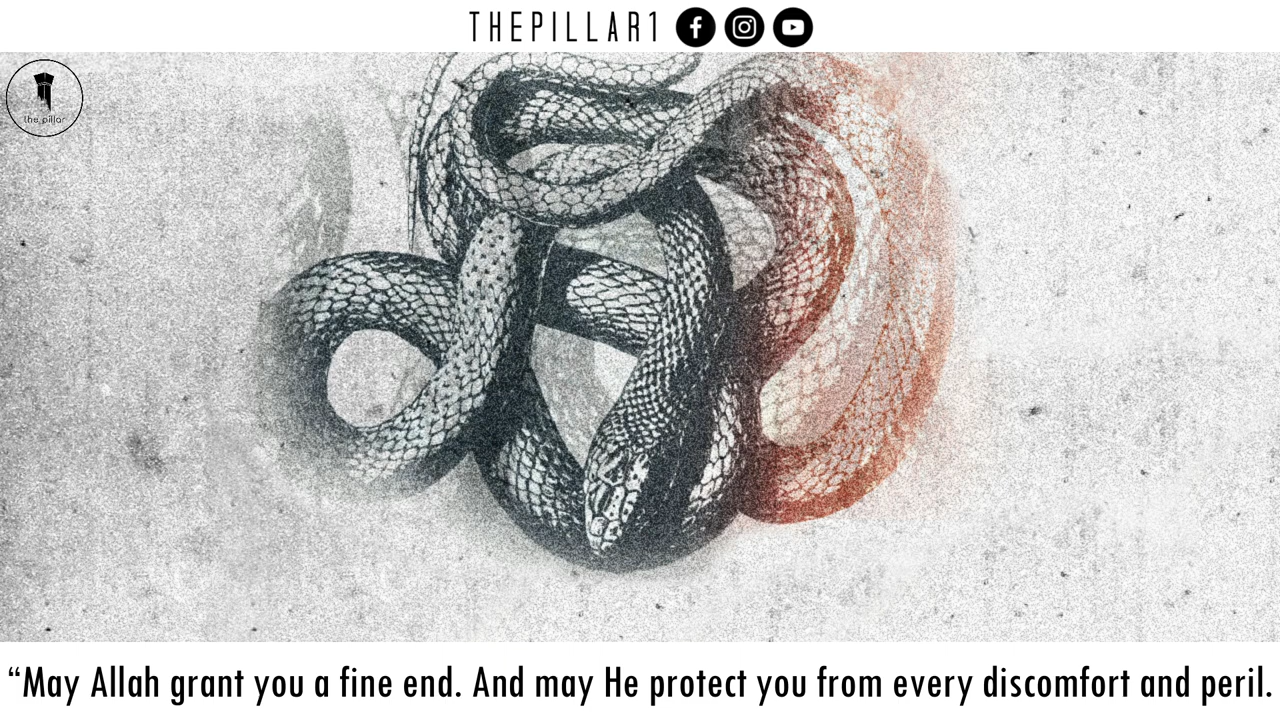 THEPILLAR1
the pillar
“May Allah grant you a fine end. And may He protect you from every discomfort and peril.